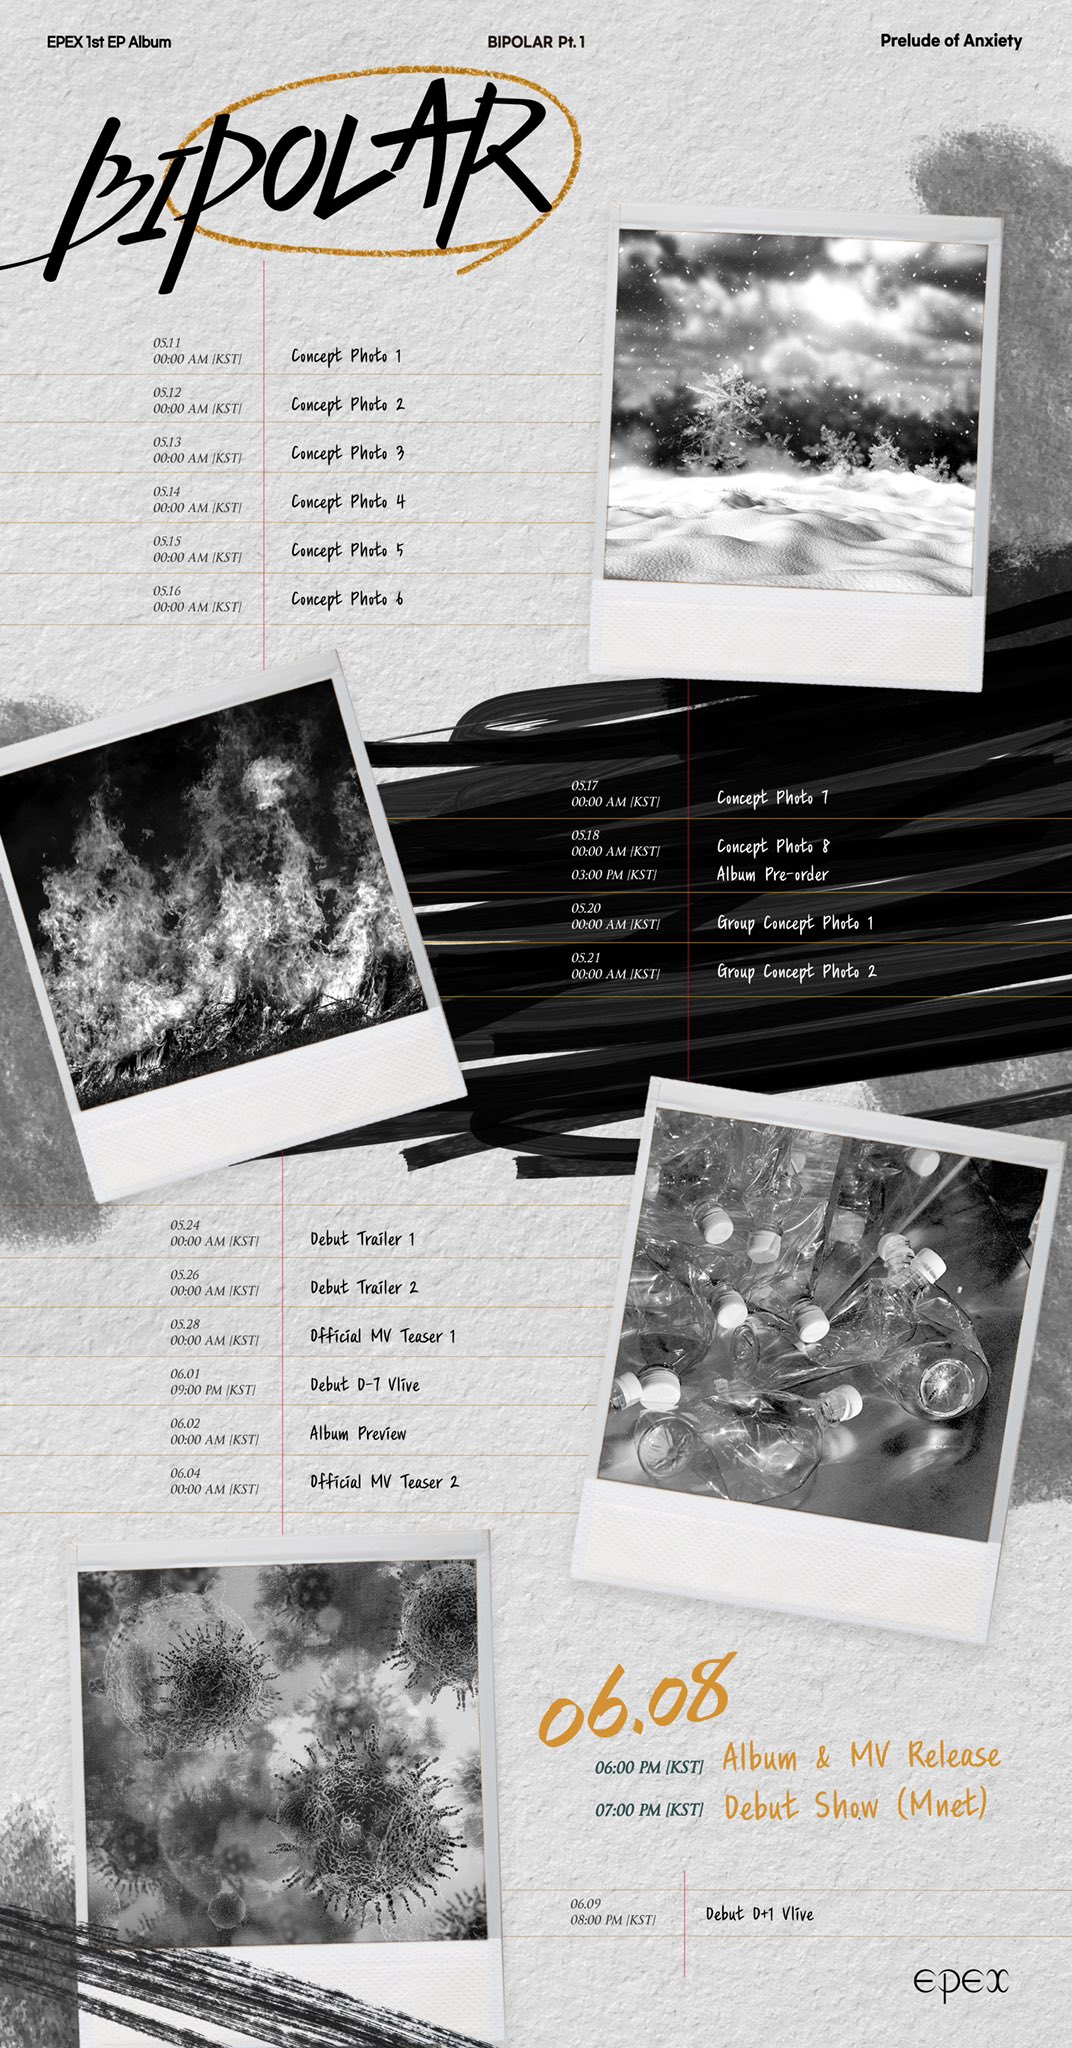 EPEX 1st EP Album
BIPOLAR Pt. 1
Prelude of Anxiety
BIPOLAR
05.11
00:00 AM [KST]
Concept Photo 1
05.12
00:00 AM [KST]
Concept Photo 2
05.13
00:00 AM [KST]
Concept Photo 3
05.14
00:00 AM [KST]
Concept Photo 4
05.15
00:00 AM [KST]
Concept Photo 5
05.16
00:00 AM [KST]
Concept Photo 6
05.17
00:00 AM [KST]
Concept Photo 7
05.18
00:00 AM [KST]
Concept Photo 8
03:00 PM [KST]
Album Pre-order
05.20
00:00 AM [KST]
Group Concept Photo 1
05.21
00:00 AM [KST]
Group Concept Photo 2
05.24
00:00 AM [KST]
Debut Trailer 1
05.26
00:00 AM [KST]
Debut Trailer 2
05.28
00:00 AM [KST]
Official MV Teaser 1
06.01
09:00 PM [KST]
Debut D-7 Vlive
06.02
00:00 AM [KST]
Album Preview
06.04
00:00 AM [KST]
Official MV Teaser 2
06.08
06:00 PM [KST] Album & MV Release
07:00 PM [KST] Debut Show (Mnet)
06.09
08:00 PM [KST]
Debut D+1 Vlive
epex